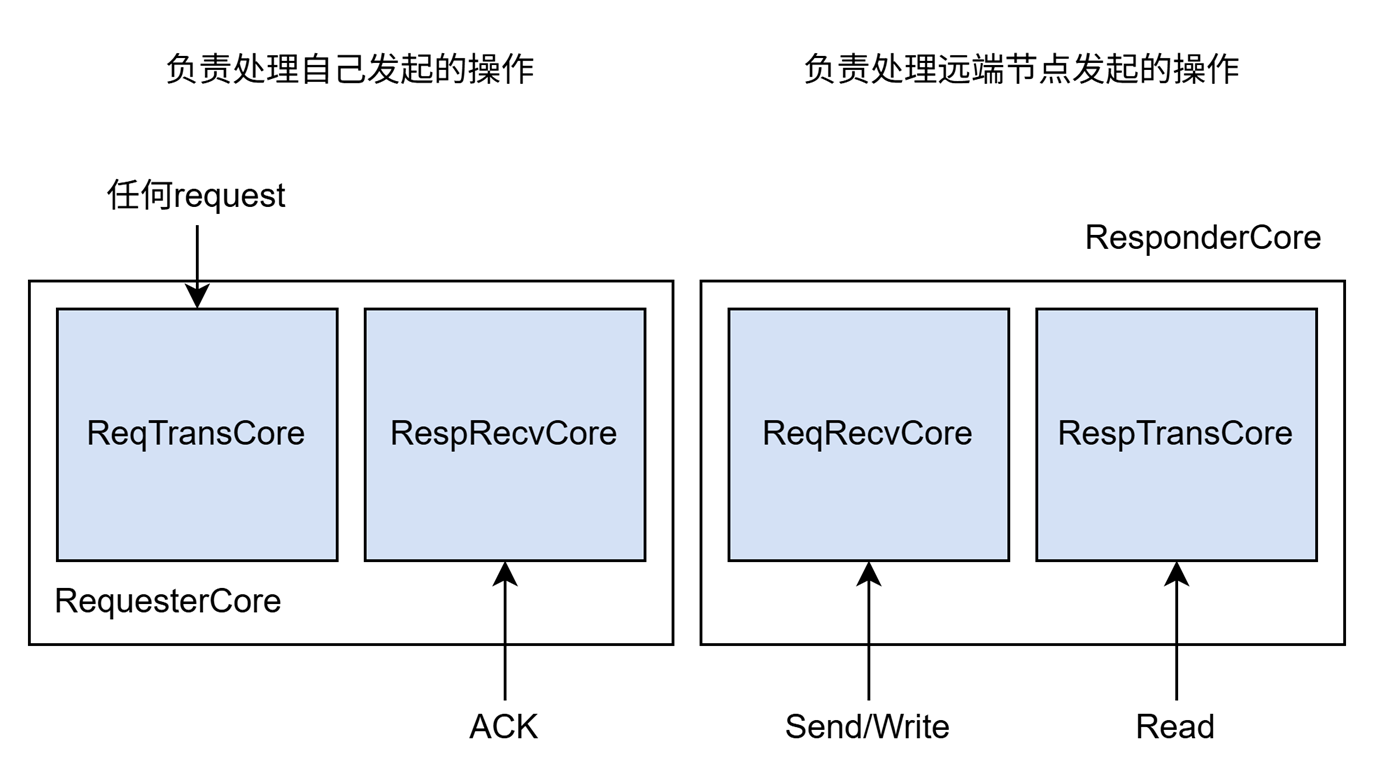 负责处理自己发起的操作
负责处理远端节点发起的操作
任何request
ResponderCore
ReqTransCore
RespRecvCore
ReqRecvCore
RespTransCore
RequesterCore
ACK
Send/Write
Read